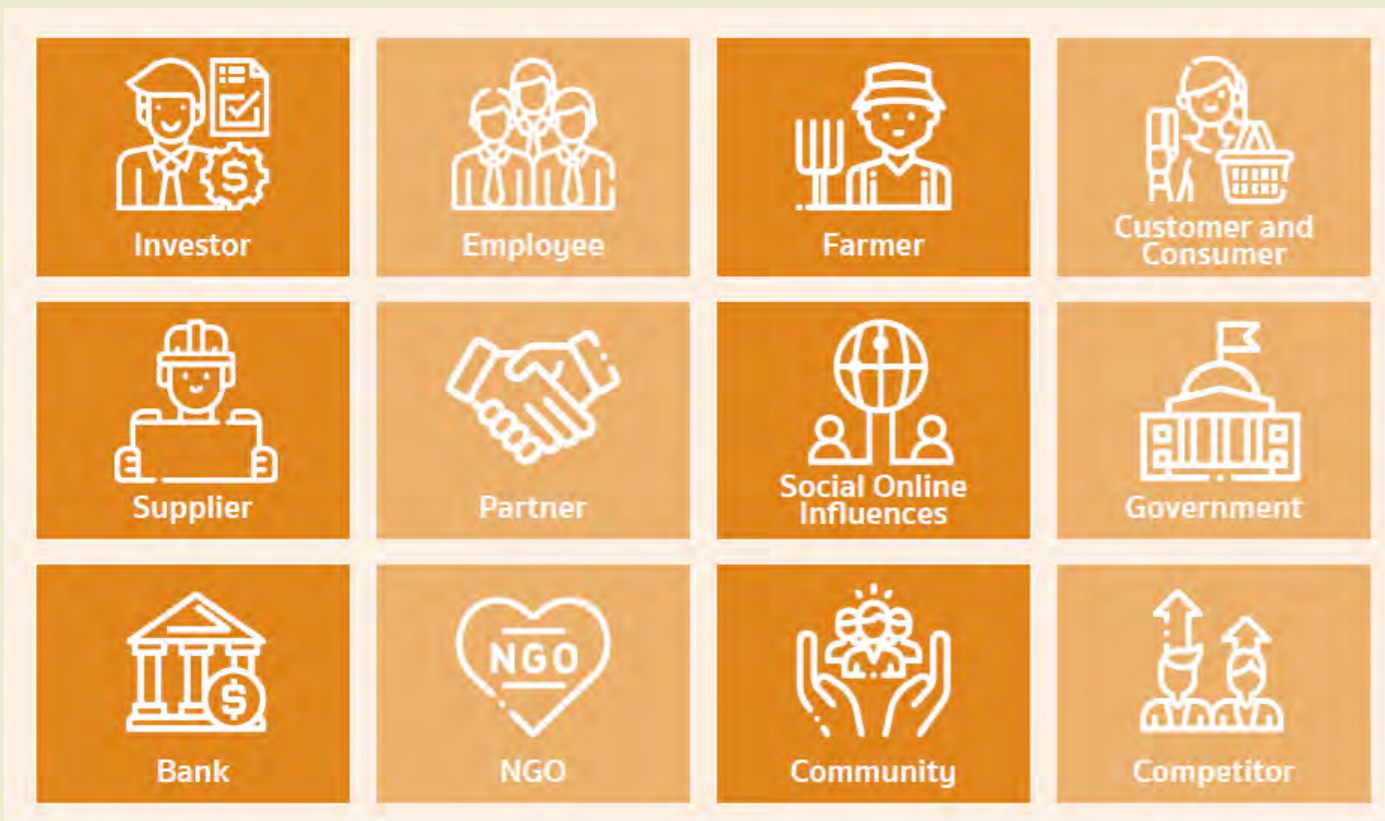 Investor
Employee
Farmer
Customer and
Consumer
Supplier
Partner
Social Online
Influences
Government
Bank
NGO
NGO
Community
Competitor